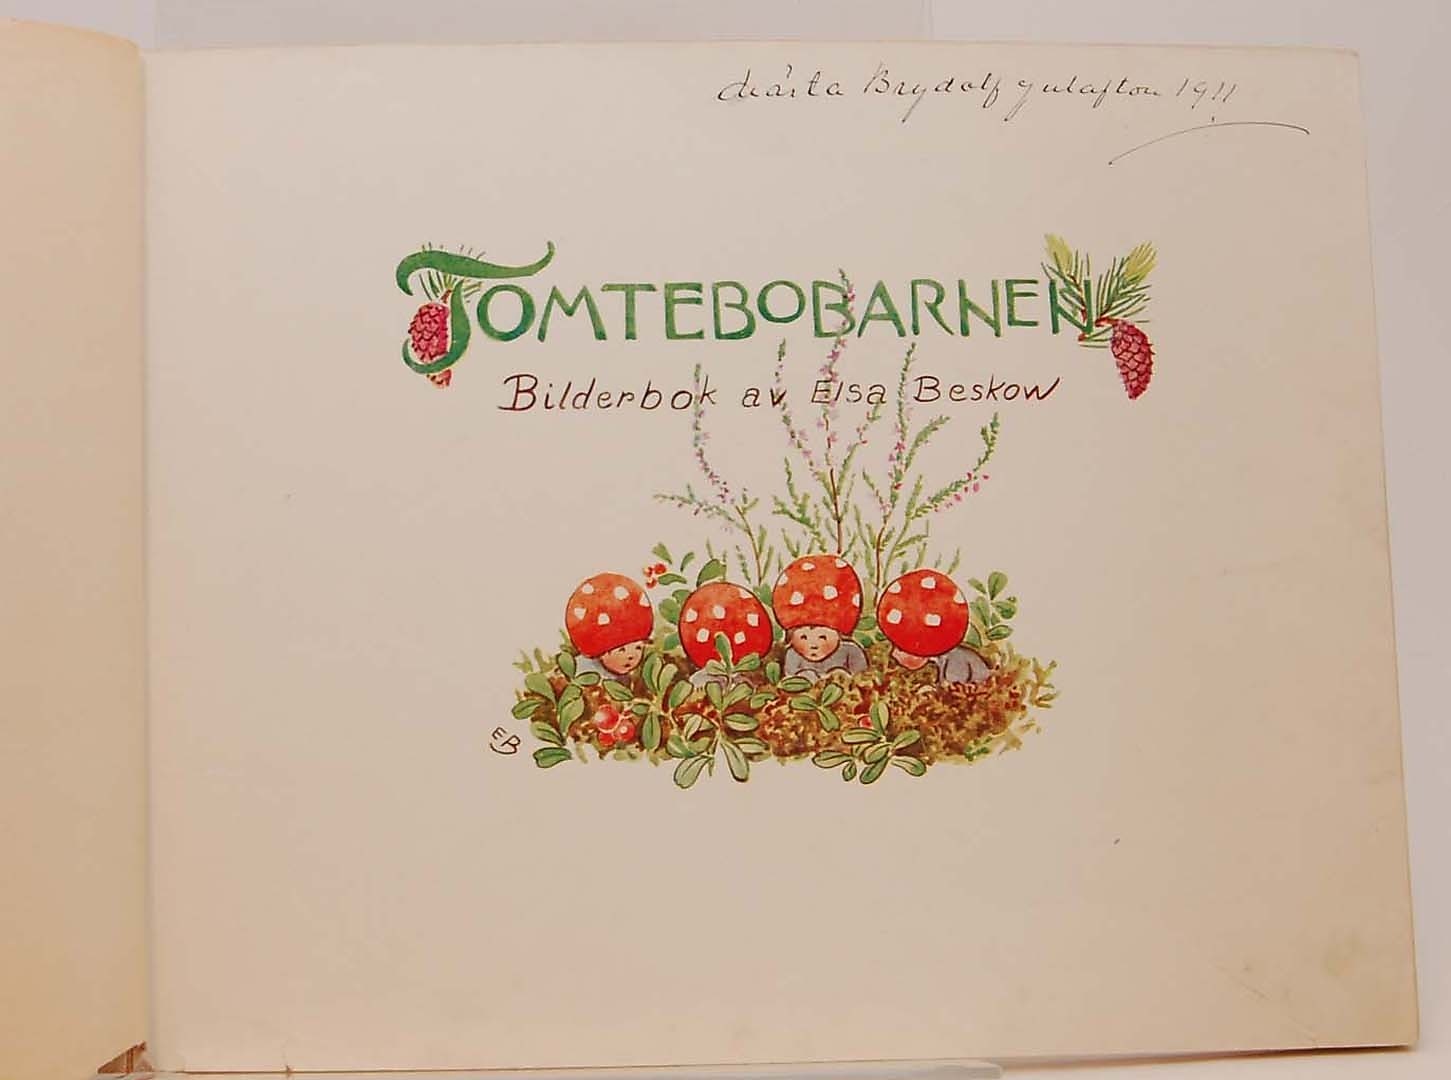 Märta Brydolf julafton 1911
TOMTEBOBARNEN
Bilderbok av Elsa Beskow
EB